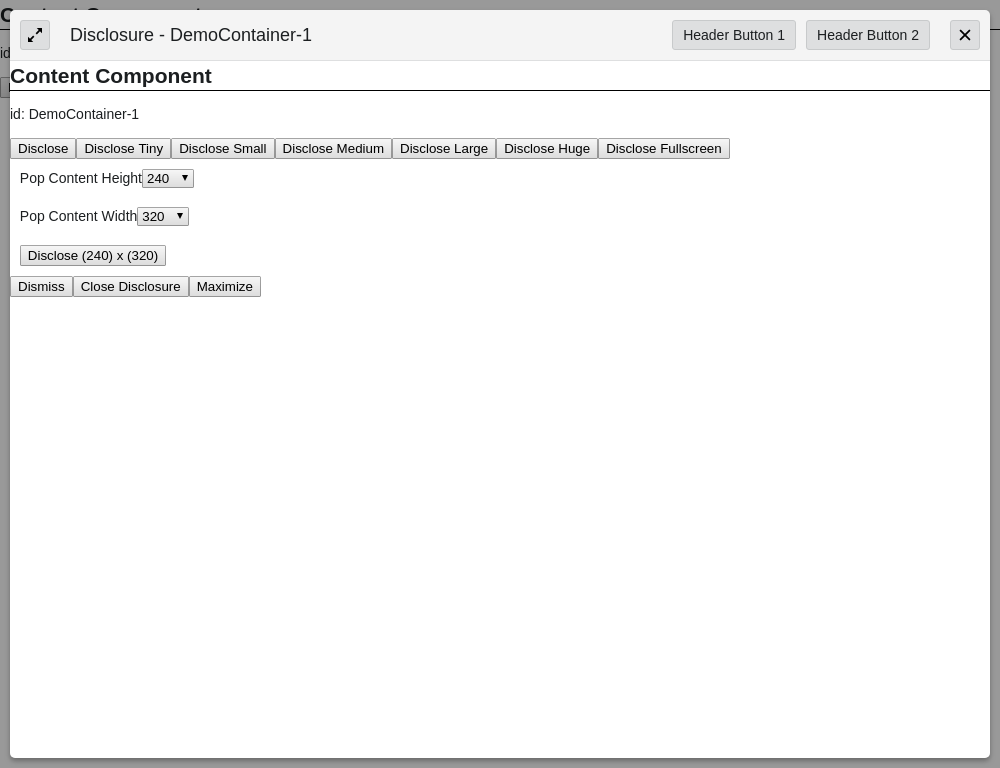 Disclosure - DemoContainer-1 Header Button 1 Header Button 2
Content Component
id
id: DemoContainer-1
Disclose Disclose Tiny Disclose Small Disclose Medium Disclose Large Disclose Huge Disclose Fullscreen
Pop Content Height 240
Pop Content Width 320
Disclose (240) x (320)
Dismiss Close Disclosure Maximize